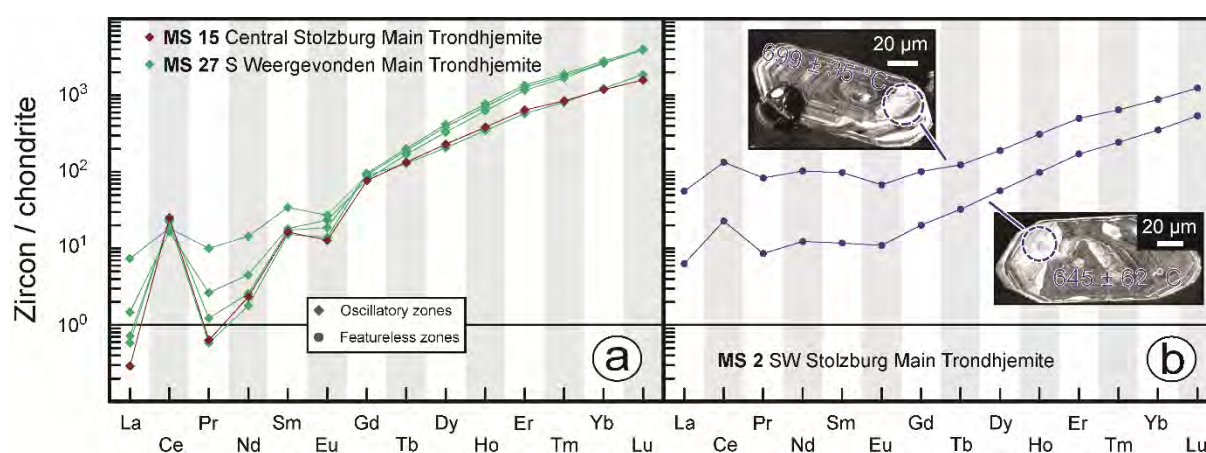 Zircon / chondrite
10³
10²
10¹
10⁰
MS 15 Central Stolzburg Main Trondhjemite
MS 27 S Weergevonden Main Trondhjemite
Oscillatory zones
Featureless zones
a
La Ce Pr Nd Sm Eu Gd Tb Dy Ho Er Tm Yb Lu
20 µm
699 ± 35 °C
20 µm
645 ± 62 °C
MS 2 SW Stolzburg Main Trondhjemite
b
La Ce Pr Nd Sm Eu Gd Tb Dy Ho Er Tm Yb Lu